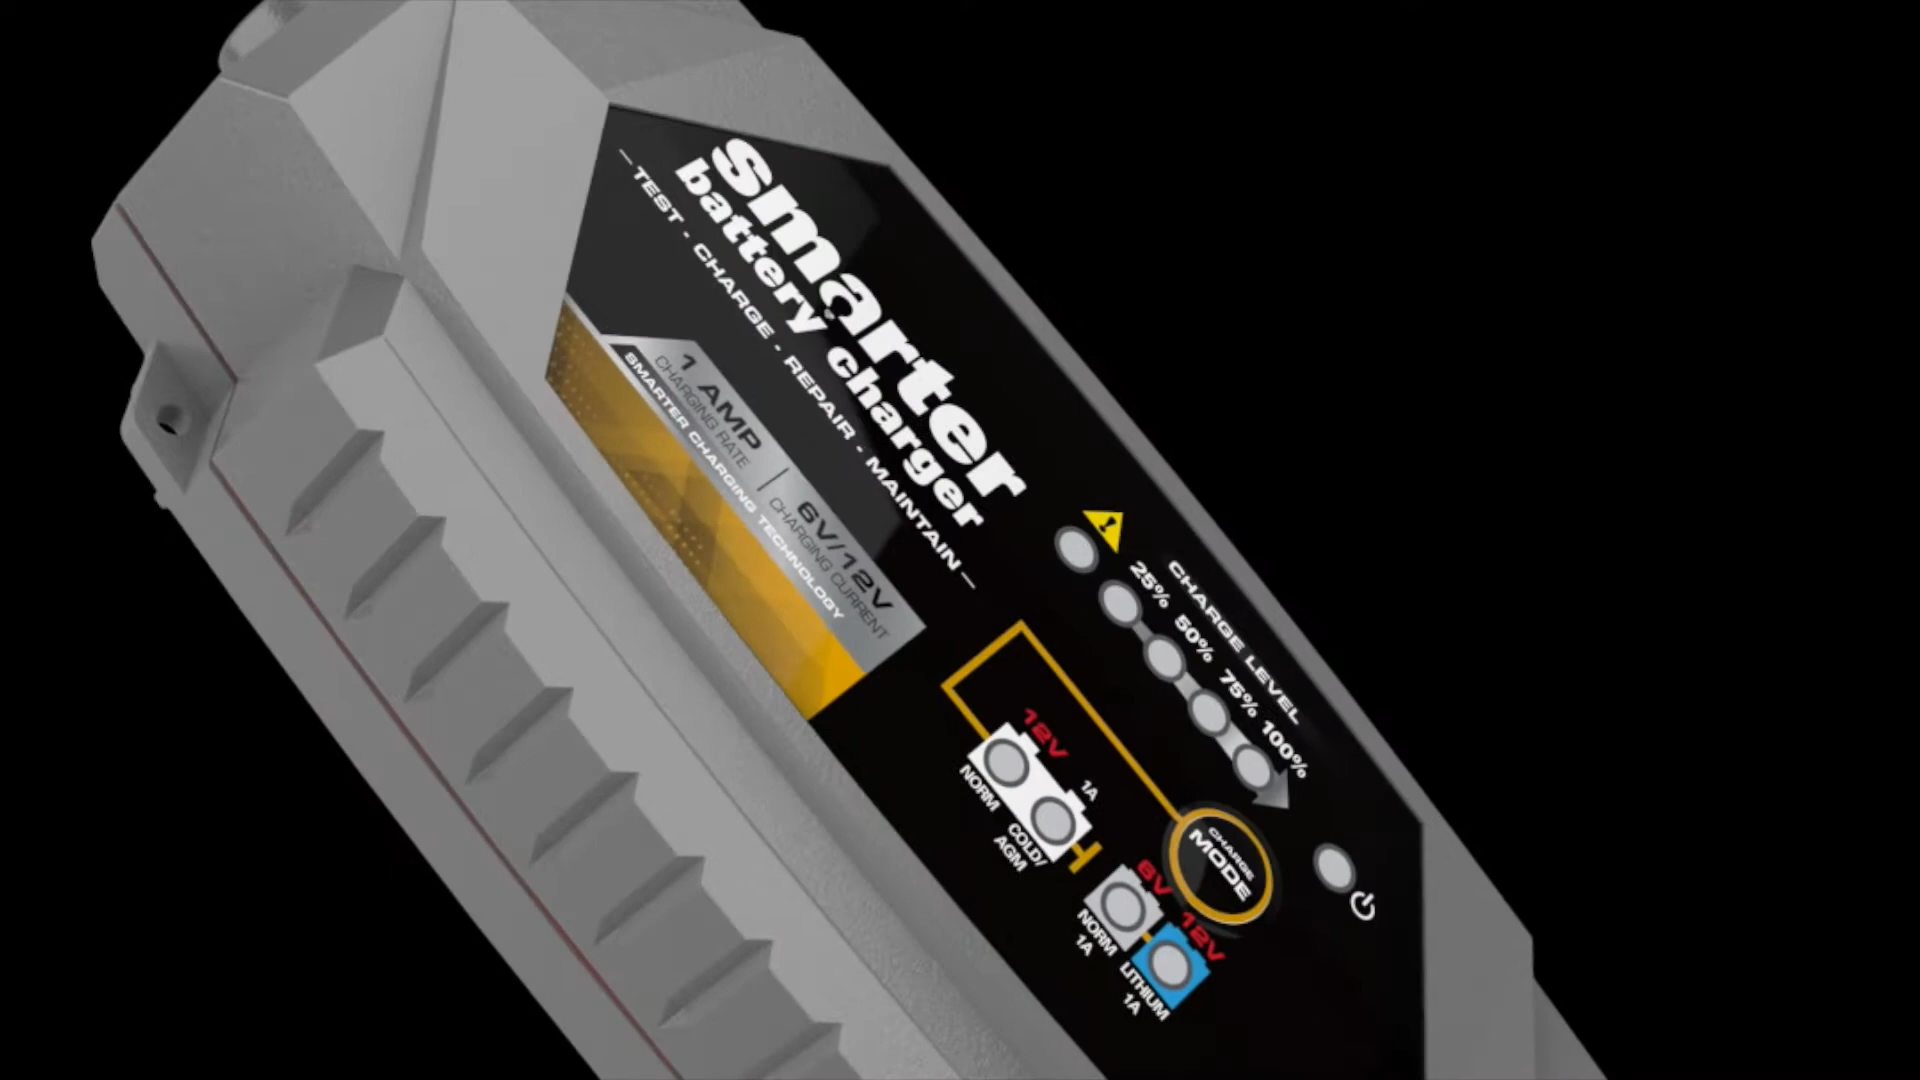 smarter
battery charger
—TEST - CHARGE - REPAIR - MAINTAIN—
1 AMP
CHARGING RATE
6V/12V
CHARGING CURRENT
SMARTER CHARGING TECHNOLOGY
CHARGE LEVEL
25% 50% 75% 100%
12V
1A
NORM
COLD/
AGM
CHARGE
MODE
6V
NORM
1A
12V
LITHIUM
1A